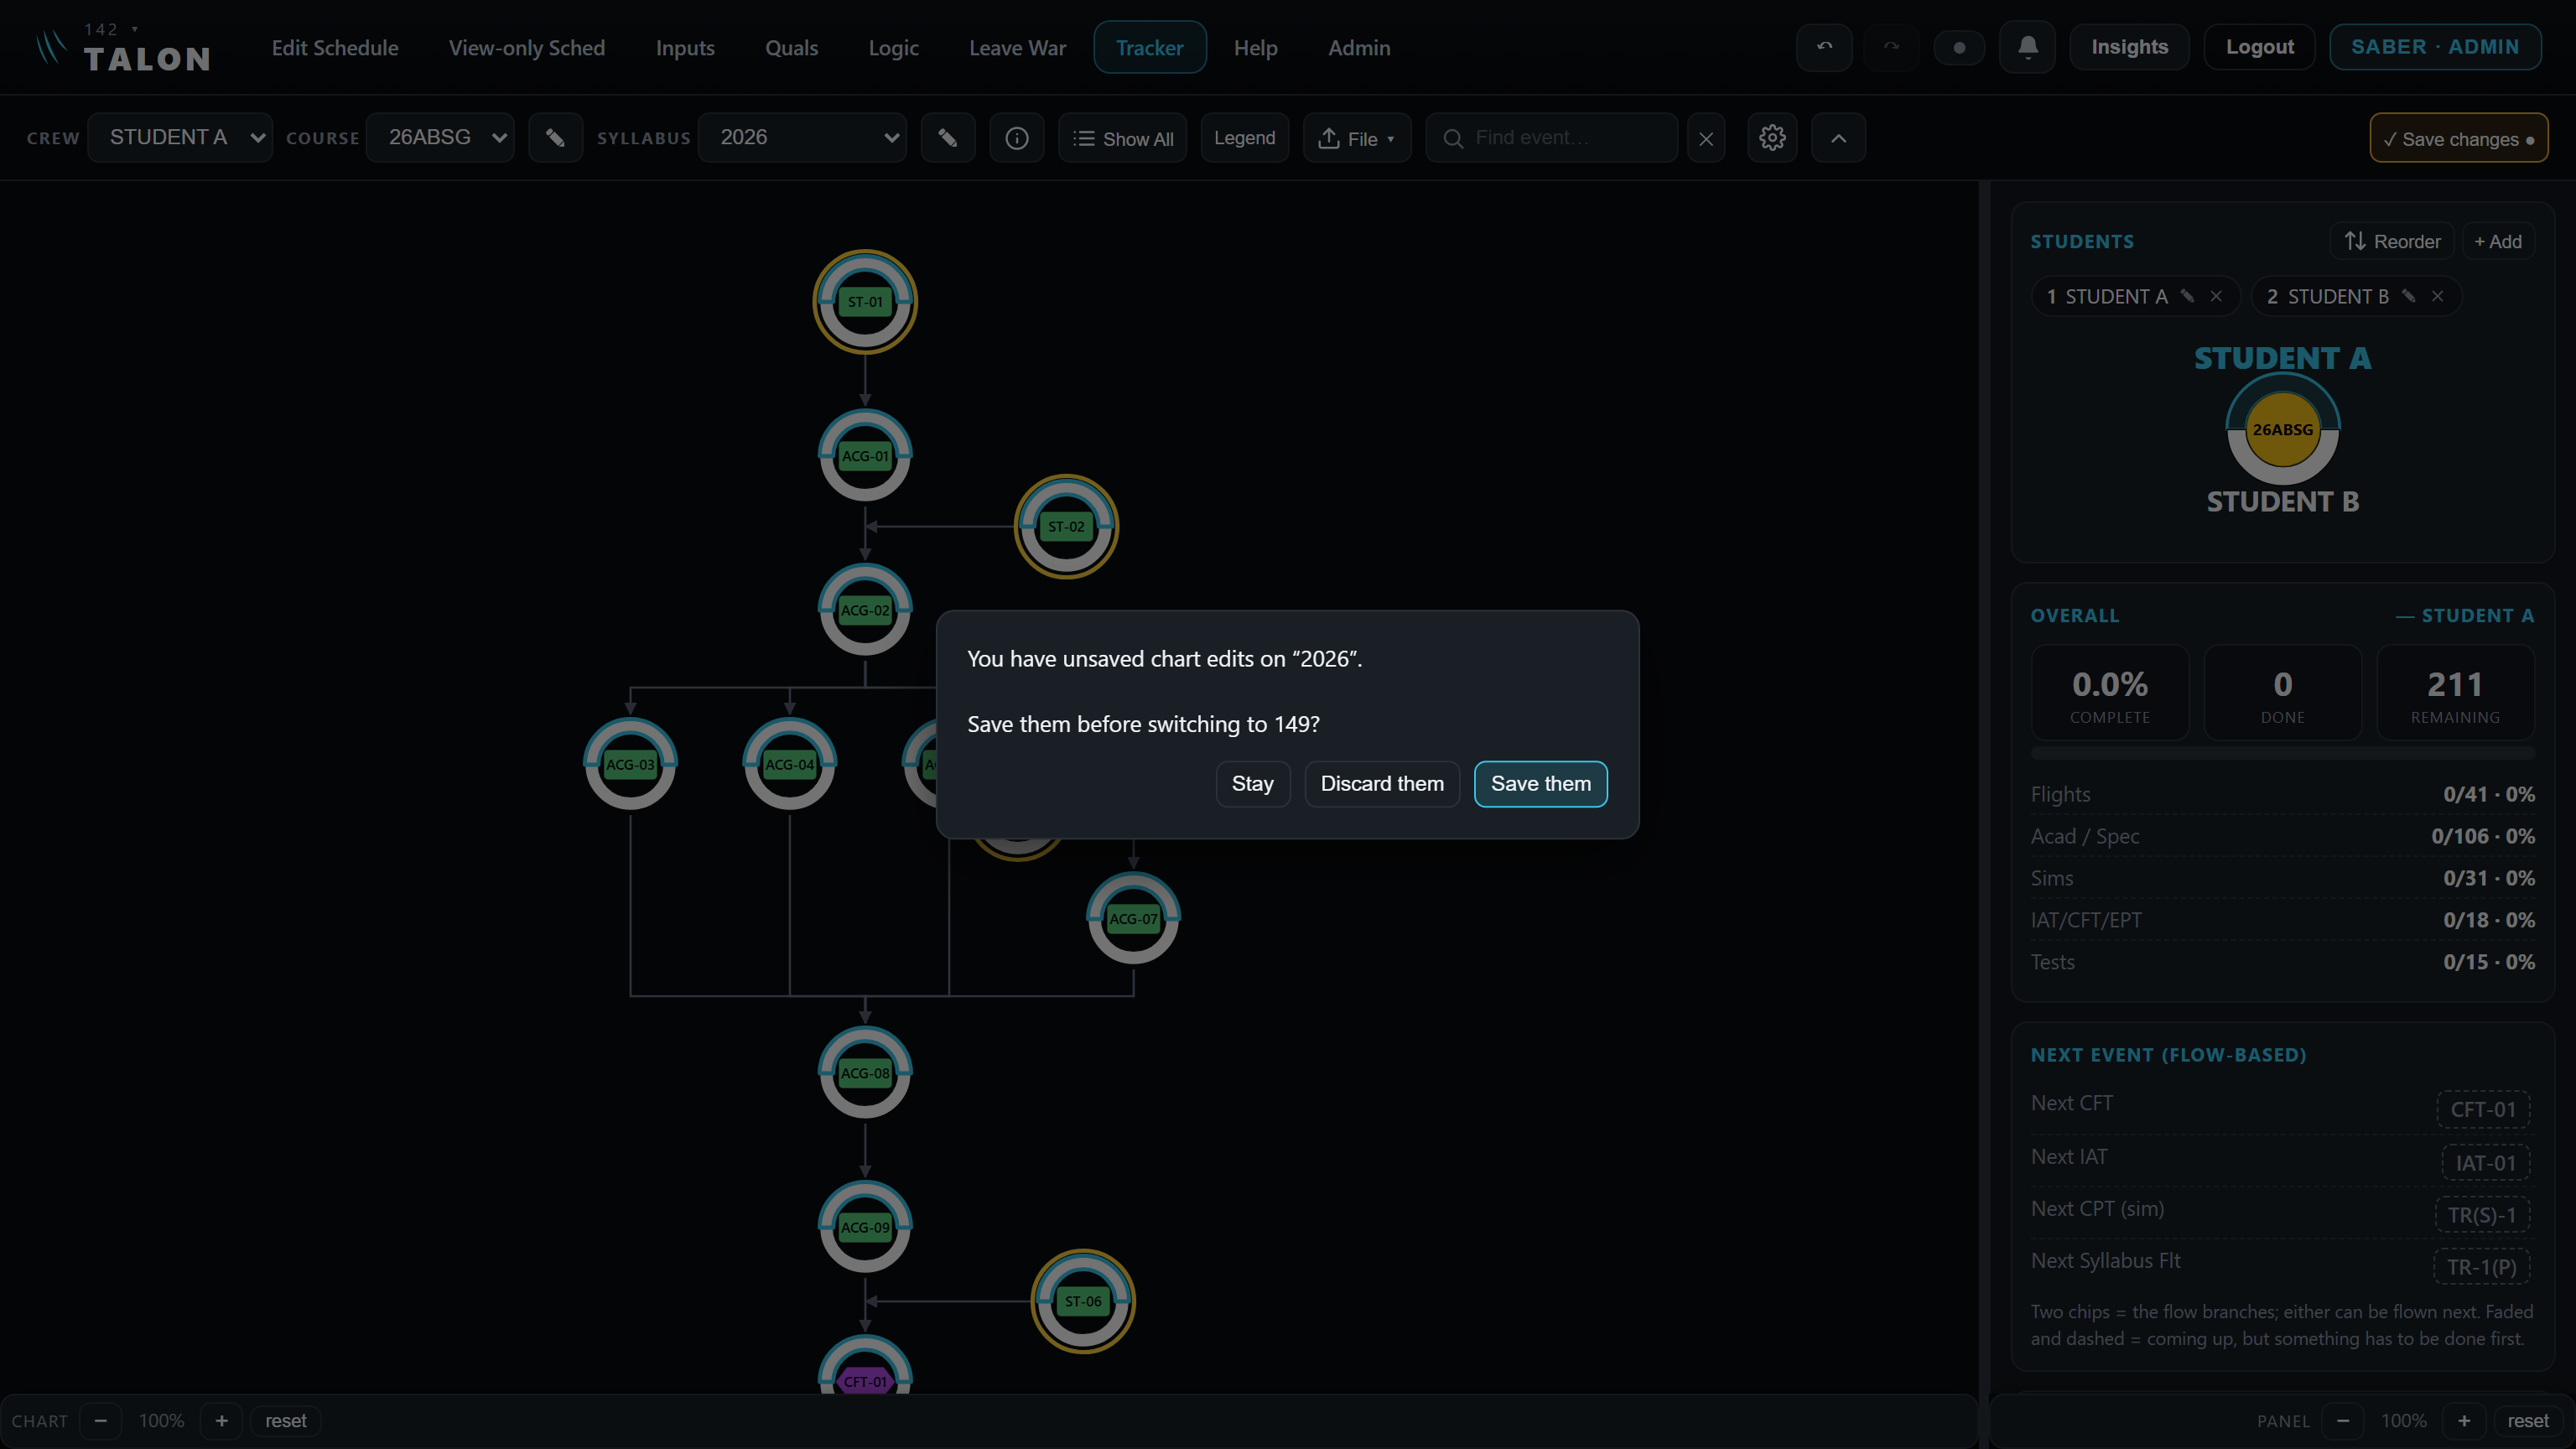 142 ▾
TALON
Edit Schedule
View-only Sched
Inputs
Quals
Logic
Leave War
Tracker
Help
Admin
Insights
Logout
SABER · ADMIN
CREW
STUDENT A
COURSE
26ABSG
SYLLABUS
2026
Show All
Legend
File ▾
Find event...
✓ Save changes ●
ST-01
ACG-01
ST-02
ACG-02
ACG-03
ACG-04
ACG-07
ACG-08
ACG-09
ST-06
CFT-01
You have unsaved chart edits on “2026”.
Save them before switching to 149?
Stay
Discard them
Save them
STUDENTS
Reorder
+ Add
1 STUDENT A
2 STUDENT B
STUDENT A
26ABSG
STUDENT B
OVERALL
— STUDENT A
0.0%
COMPLETE
0
DONE
211
REMAINING
Flights 0/41 · 0%
Acad / Spec 0/106 · 0%
Sims 0/31 · 0%
IAT/CFT/EPT 0/18 · 0%
Tests 0/15 · 0%
NEXT EVENT (FLOW-BASED)
Next CFT CFT-01
Next IAT IAT-01
Next CPT (sim) TR(S)-1
Next Syllabus Flt TR-1(P)
Two chips = the flow branches; either can be flown next. Faded
and dashed = coming up, but something has to be done first.
CHART − 100% + reset
PANEL − 100% + reset